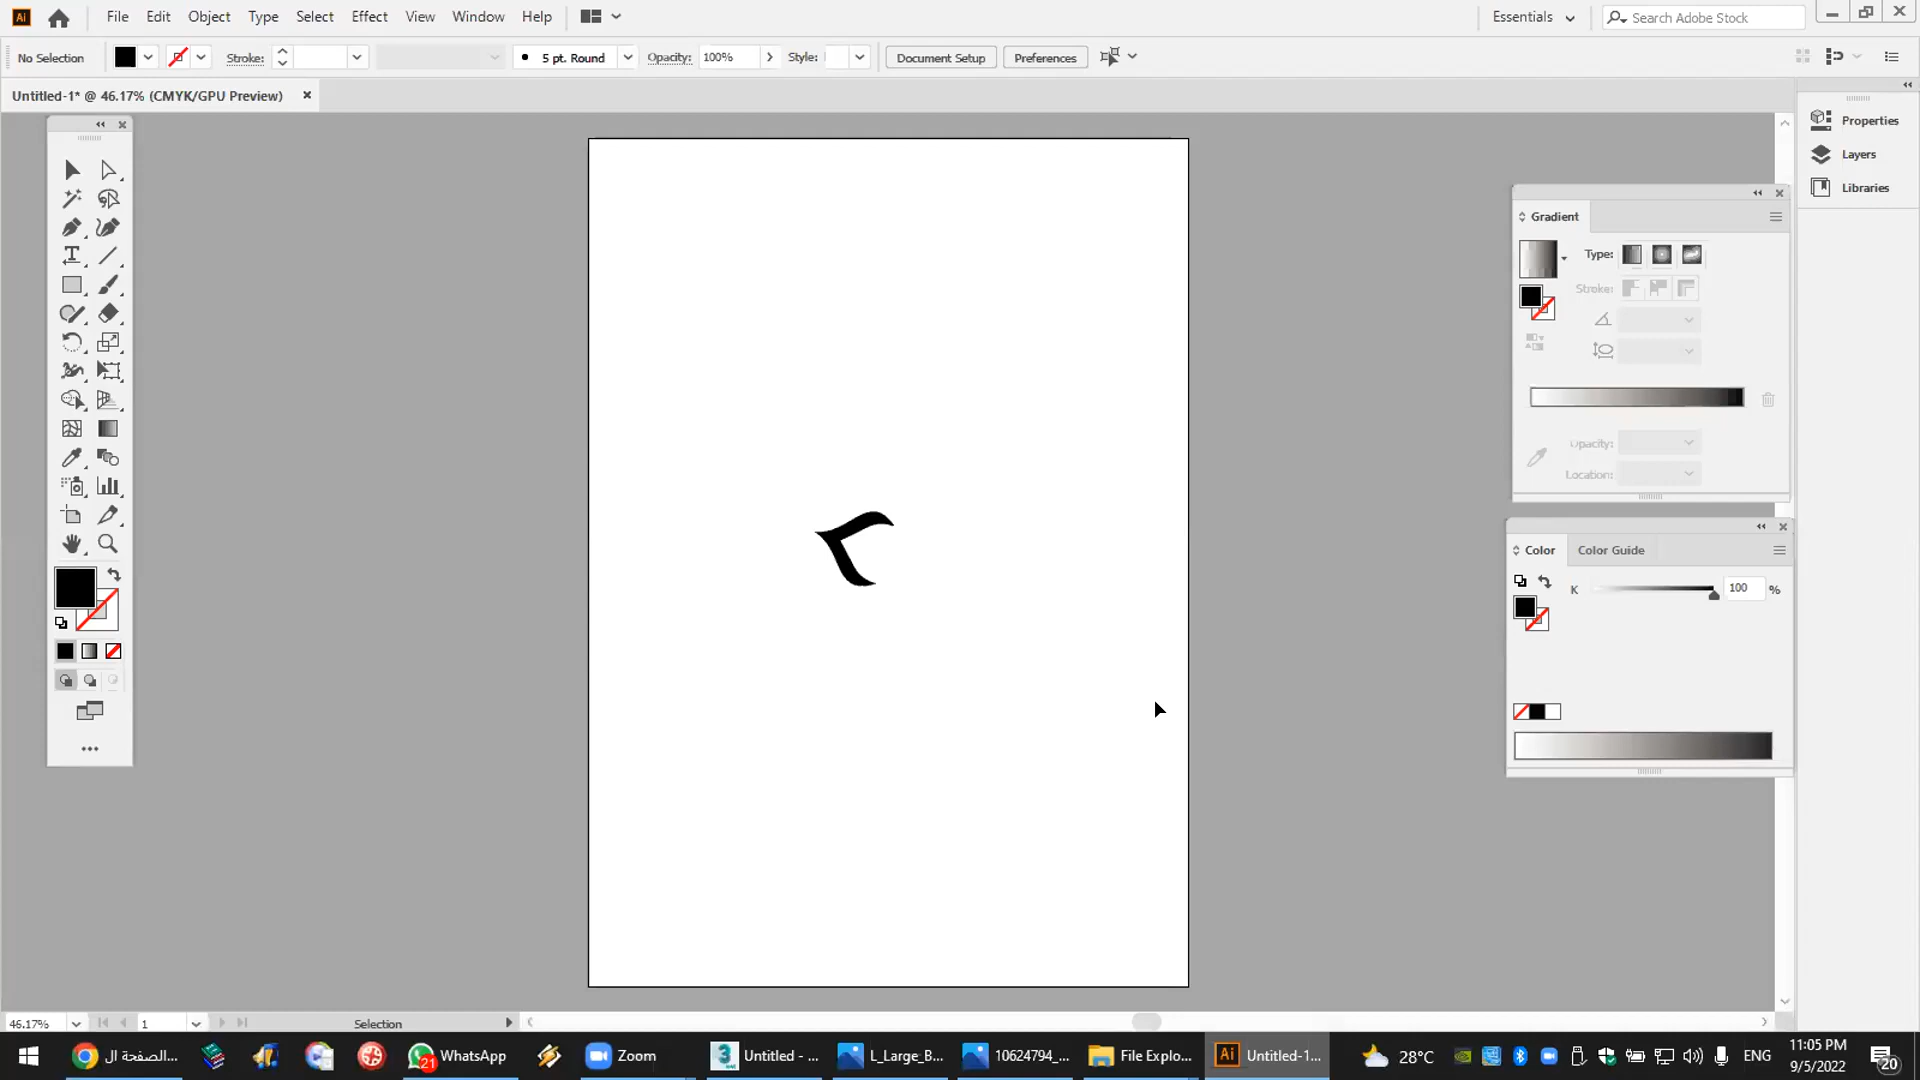 Ai File Edit Object Type Select Effect View Window Help Essentials Search Adobe Stock
No Selection Stroke: 5 pt. Round Opacity: 100% Style: Document Setup Preferences
Untitled-1* @ 46.17% (CMYK/GPU Preview)
Properties
Layers
Libraries
Gradient
Type:
Stroke:
Opacity:
Location:
Color Color Guide
K 100 %
46.17% 1 Selection
الصفحة ال... WhatsApp 21 Zoom 3 Untitled - ... L_Large_B... 10624794_... File Explo... Ai Untitled-1... 28°C ENG 11:05 PM
9/5/2022 20